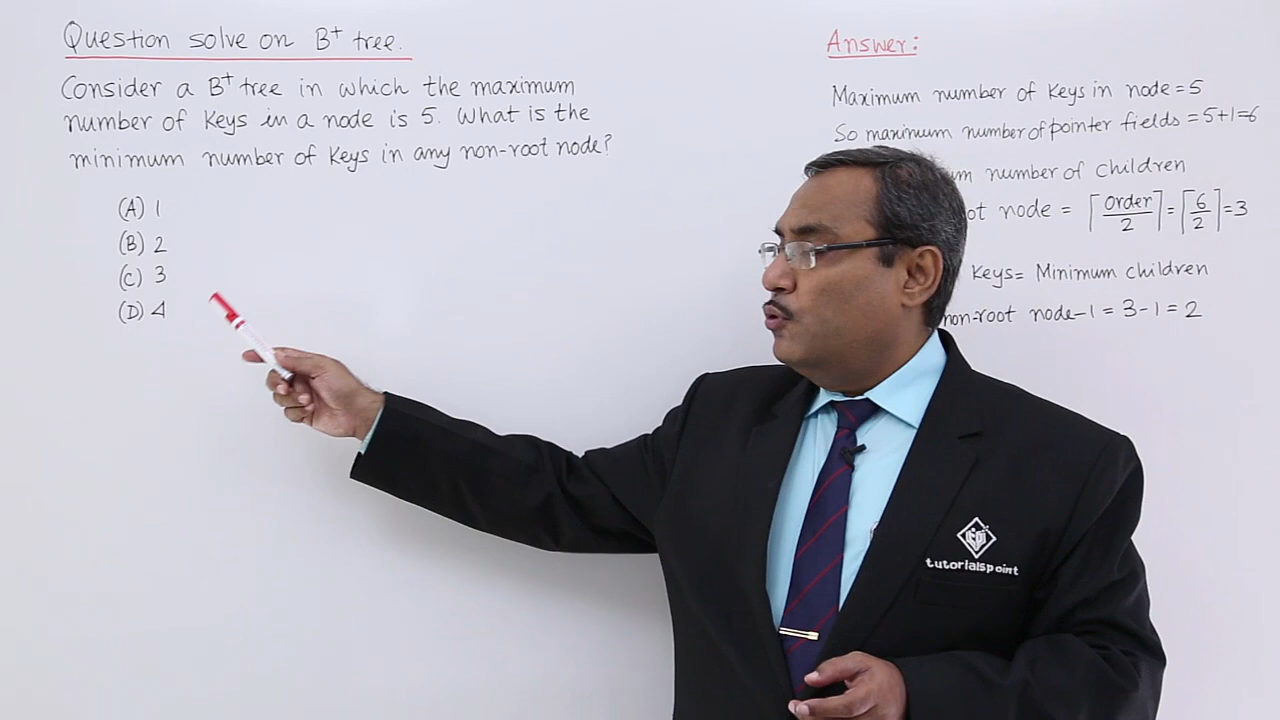 Question solve on B⁺ tree.
Consider a B⁺ tree in which the maximum
number of keys in a node is 5. What is the
minimum number of keys in any non-root node?
(A) 1
(B) 2
(C) 3
(D) 4
Answer:
Maximum number of keys in node = 5
So maximum number of pointer fields = 5+1=6
number of children
node = ⌈order/2⌉ = ⌈6/2⌉ = 3
keys = Minimum children
non-root node-1 = 3-1 = 2
tutorialspoint